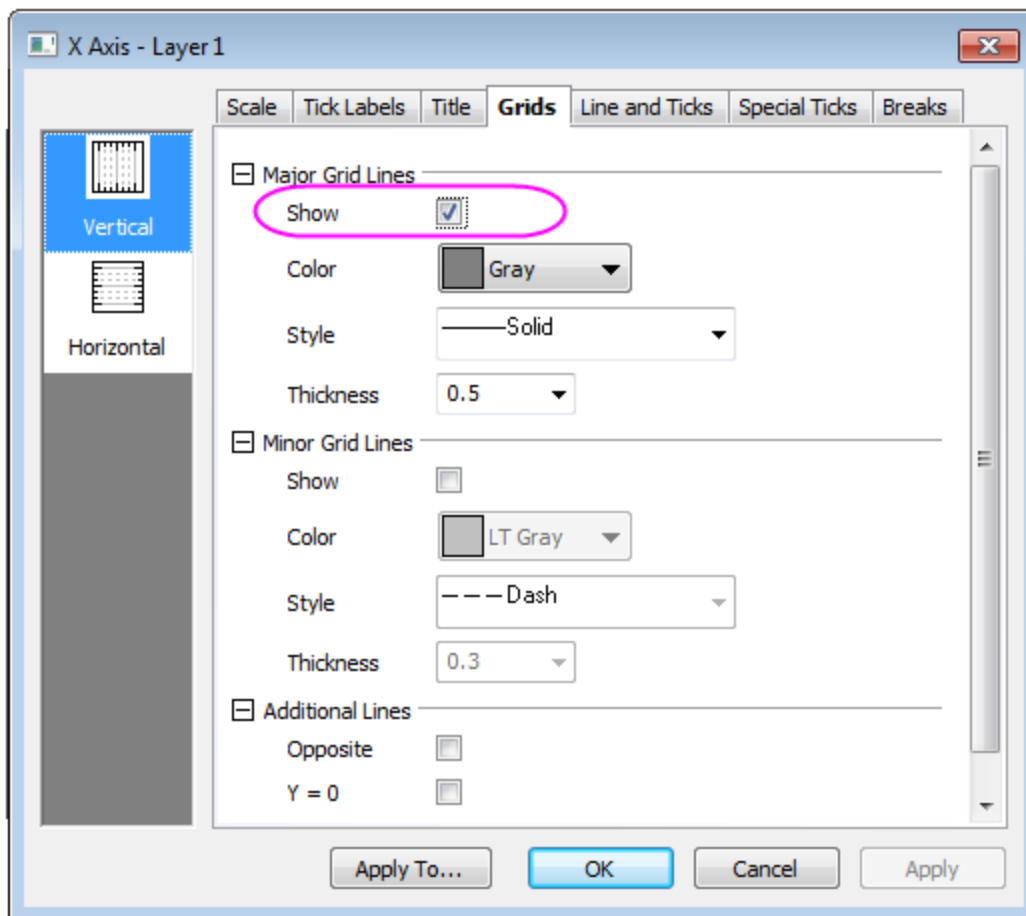 X Axis - Layer 1
Scale Tick Labels Title Grids Line and Ticks Special Ticks Breaks
Vertical
Horizontal
Major Grid Lines
Show
Color Gray
Style Solid
Thickness 0.5
Minor Grid Lines
Show
Color LT Gray
Style Dash
Thickness 0.3
Additional Lines
Opposite
Y = 0
Apply To... OK Cancel Apply